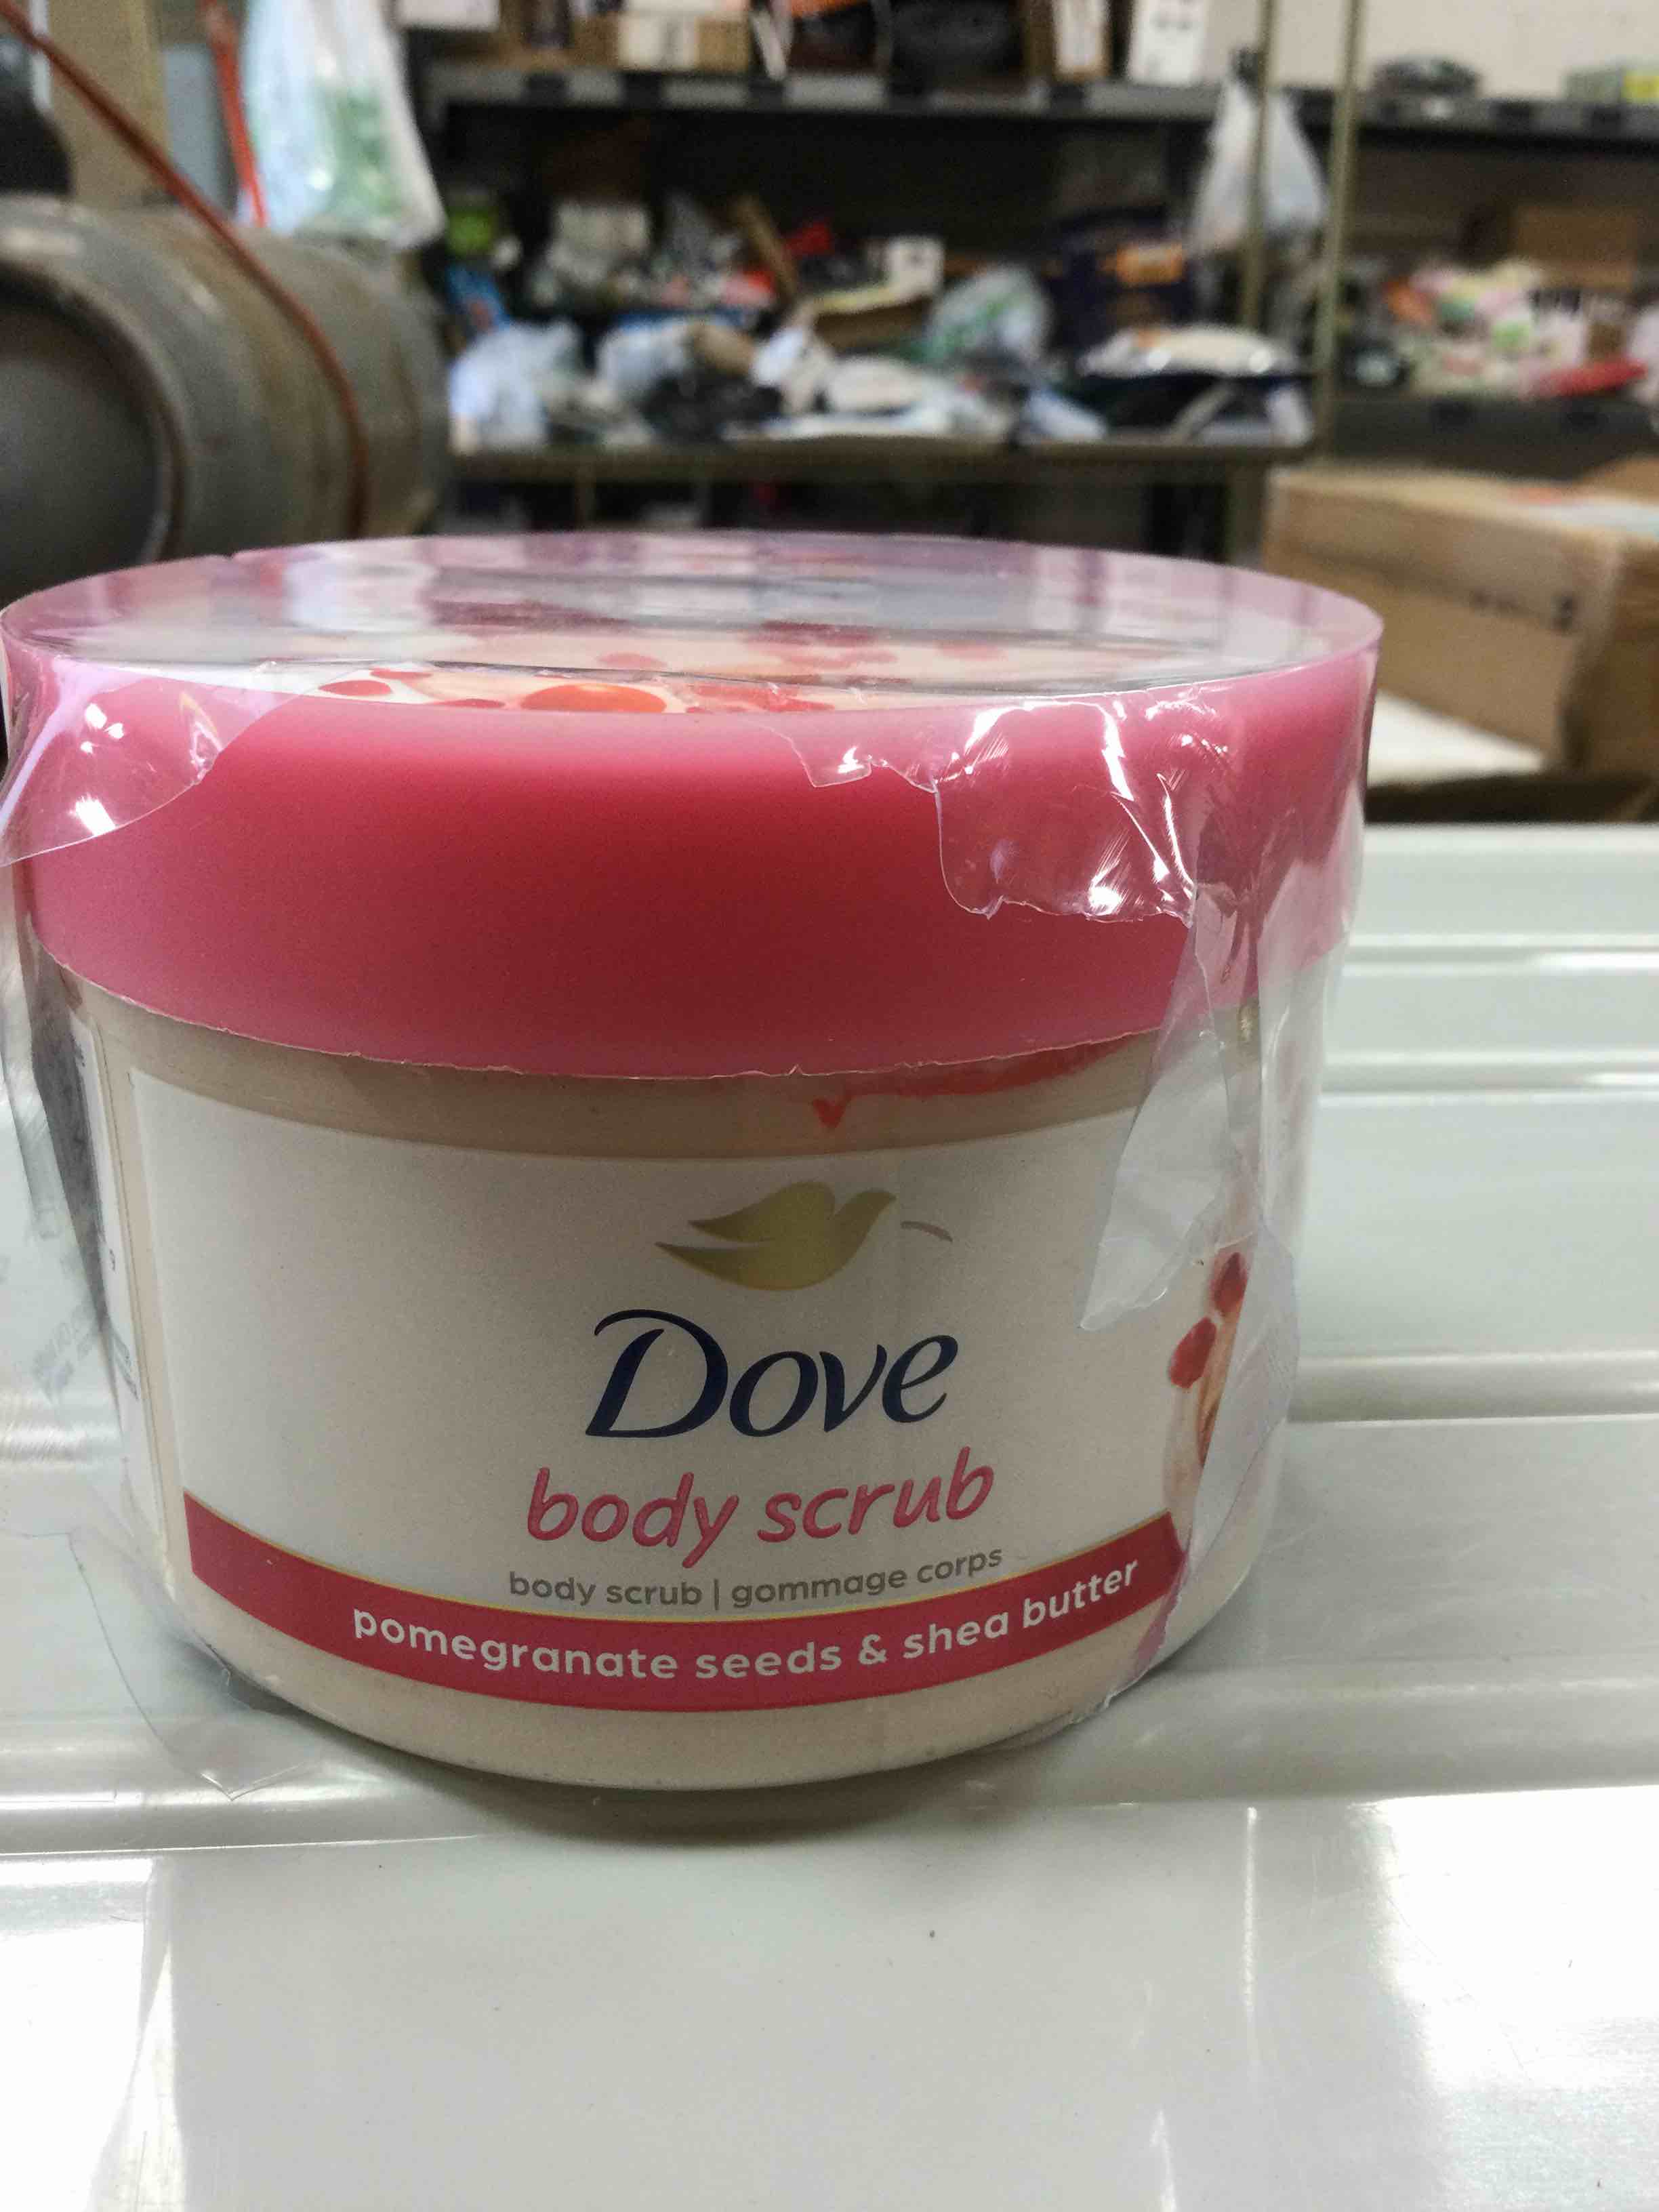 Dove
body scrub
body scrub | gommage corps
pomegranate seeds & shea butter